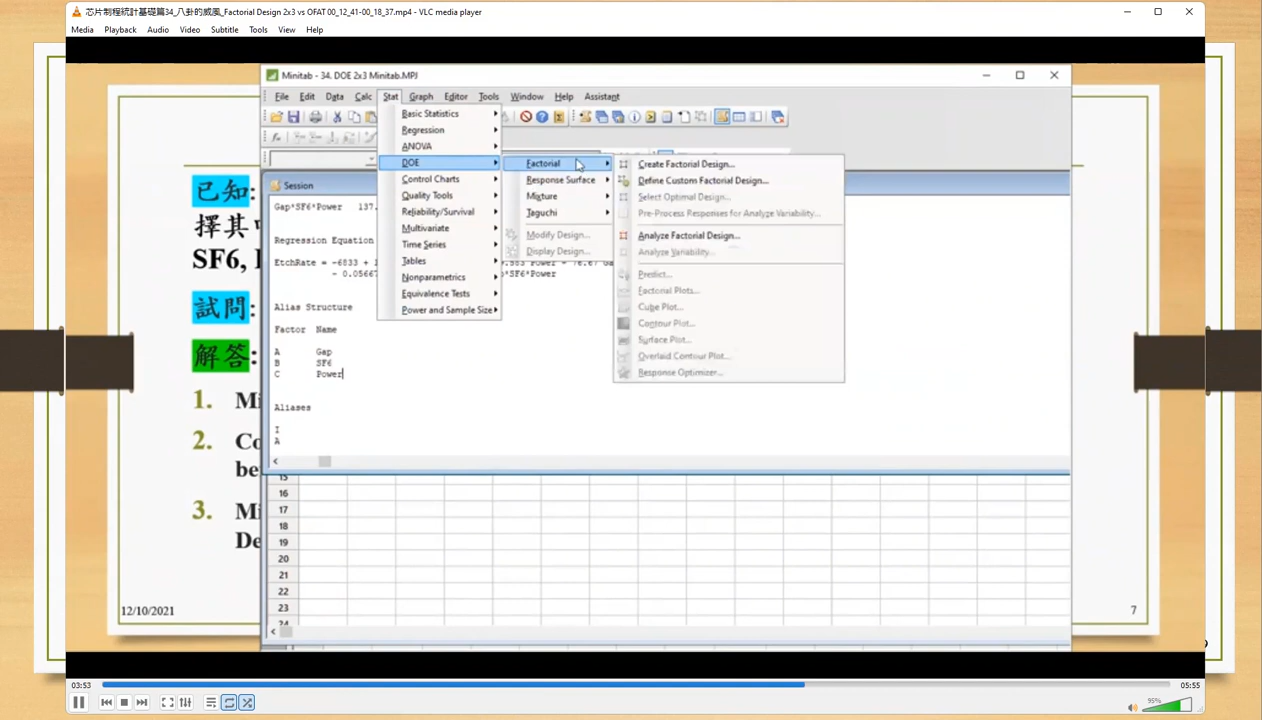 芯片制程統計基礎篇34_八卦的威風_Factorial Design 2x3 vs OFAT 00_12_41-00_18_37.mp4 - VLC media player
Media Playback Audio Video Subtitle Tools View Help
Minitab - 34. DOE 2x3 Minitab.MPJ
File Edit Data Calc Stat Graph Editor Tools Window Help Assistant
Basic Statistics
Regression
ANOVA
DOE
Control Charts
Quality Tools
Reliability/Survival
Multivariate
Time Series
Tables
Nonparametrics
Equivalence Tests
Power and Sample Size
Factorial
Response Surface
Mixture
Taguchi
Modify Design...
Display Design...
Create Factorial Design...
Define Custom Factorial Design...
Select Optimal Design...
Pre-Process Responses for Analyze Variability...
Analyze Factorial Design...
Analyze Variability...
Predict...
Factorial Plots...
Cube Plot...
Contour Plot...
Surface Plot...
Overlaid Contour Plot...
Response Optimizer...
Session
Gap*SF6*Power 137.
Regression Equation
EtchRate = -6833 + 1
- 0.0566
Alias Structure
Factor Name
A Gap
B SF6
C Power
Aliases
I
A
15
16
17
18
19
20
21
22
23
24
已知:
擇其
SF6,
試問:
解答:
1. Mi
2. Co
be
3. Mi
De
12/10/2021
7
03:53
05:55
95%